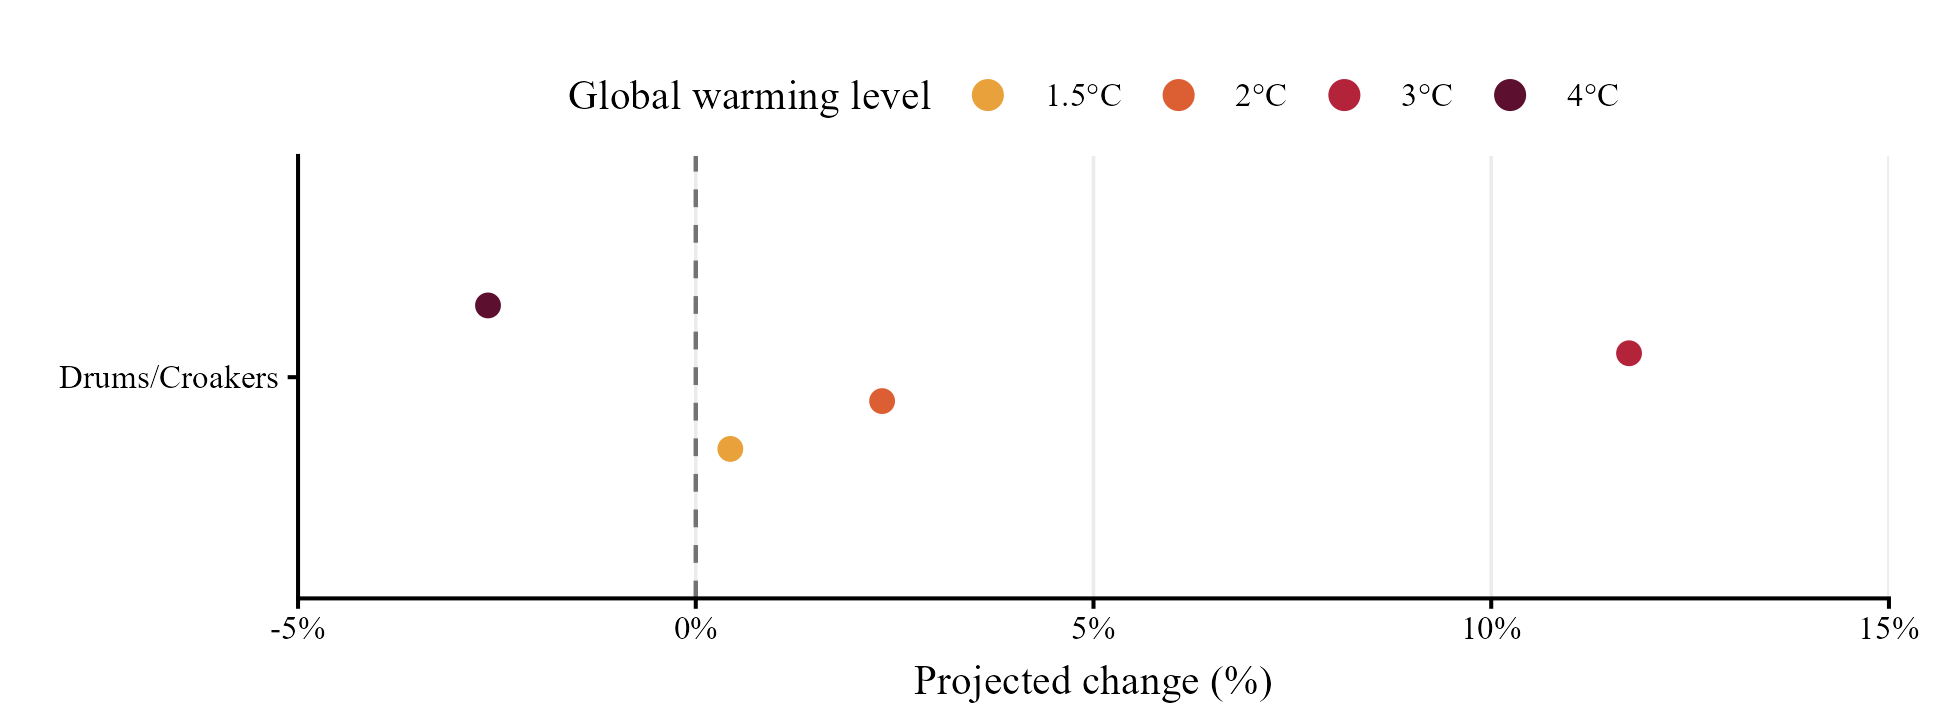 Global warming level 1.5°C 2°C 3°C 4°C
Drums/Croakers
-5% 0% 5% 10% 15%
Projected change (%)